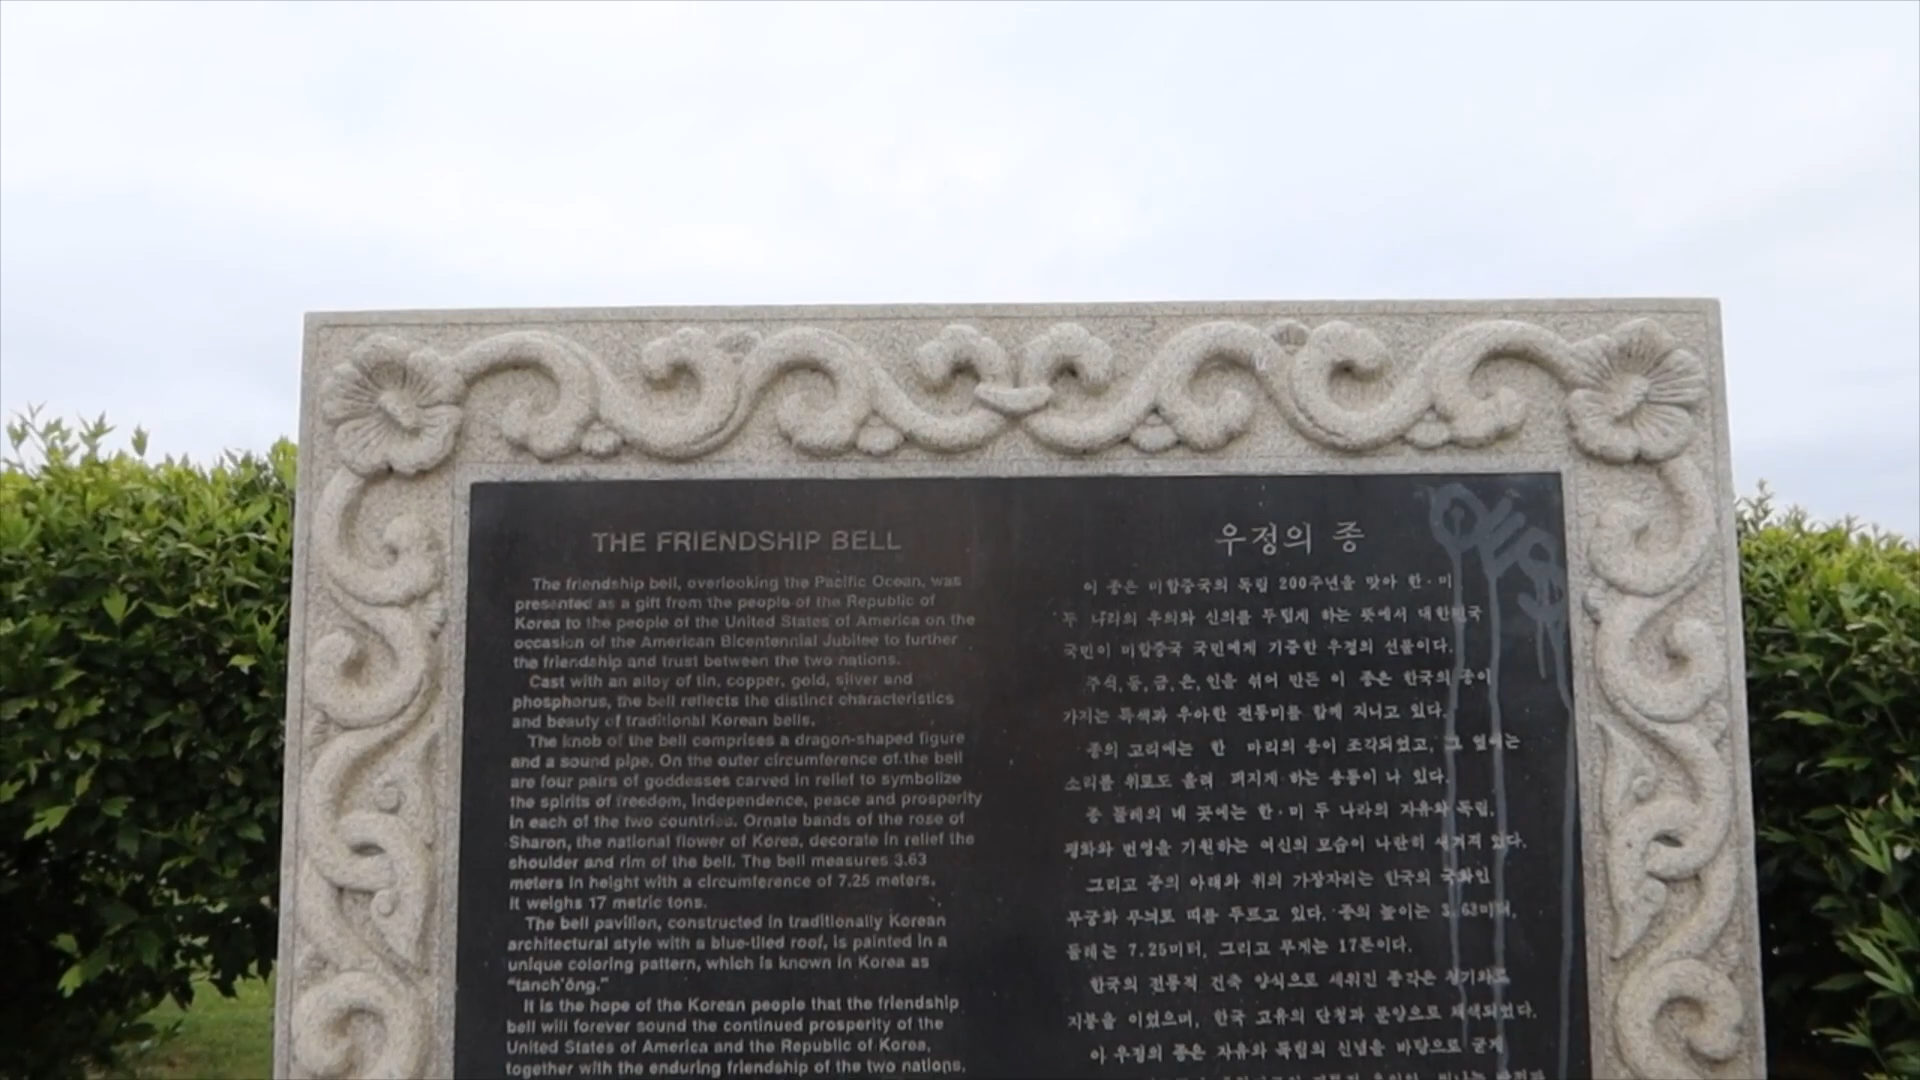 THE FRIENDSHIP BELL
The friendship bell, overlooking the Pacific Ocean, was
presented as a gift from the people of the Republic of
Korea to the people of the United States of America on the
occasion of the American Bicentennial Jubilee to further
the friendship and trust between the two nations.
Cast with an alloy of tin, copper, gold, silver and
phosphorus, the bell reflects the distinct characteristics
and beauty of traditional Korean bells.
The knob of the bell comprises a dragon-shaped figure
and a sound pipe. On the outer circumference of the bell
are four pairs of goddesses carved in relief to symbolize
the spirits of freedom, independence, peace and prosperity
in each of the two countries. Ornate bands of the rose of
Sharon, the national flower of Korea, decorate in relief the
shoulder and rim of the bell. The bell measures 3.63
meters in height with a circumference of 7.25 meters.
It weighs 17 metric tons.
The bell pavilion, constructed in traditionally Korean
architectural style with a blue-tiled roof, is painted in a
unique coloring pattern, which is known in Korea as
"tanch'ŏng."
It is the hope of the Korean people that the friendship
bell will forever sound the continued prosperity of the
United States of America and the Republic of Korea,
together with the enduring friendship of the two nations.
우정의 종
이 종은 미합중국의 독립 200주년을 맞아 한·미
두 나라의 우의와 신의를 두텁게 하는 뜻에서 대한민국
국민이 미합중국 국민에게 기증한 우정의 선물이다.
주석, 동, 금, 은, 인을 섞어 만든 이 종은 한국의 종이
가지는 특색과 우아한 전통미를 함께 지니고 있다.
종의 고리에는 한 마리의 용이 조각되었고, 그 옆에는
소리를 위로도 울려 퍼지게 하는 용통이 나 있다.
종 둘레의 네 곳에는 한·미 두 나라의 자유와 독립,
평화와 번영을 기원하는 여신의 모습이 나란히 새겨져 있다.
그리고 종의 아래와 위의 가장자리는 한국의 국화인
무궁화 무늬로 띠를 두르고 있다. 종의 높이는 3.63미터,
둘레는 7.25미터, 그리고 무게는 17톤이다.
한국의 전통적 건축 양식으로 세워진 종각은 청기와로
지붕을 이었으며, 한국 고유의 단청과 문양으로 채색되었다.
이 우정의 종은 자유와 독립의 신념을 바탕으로 굳게